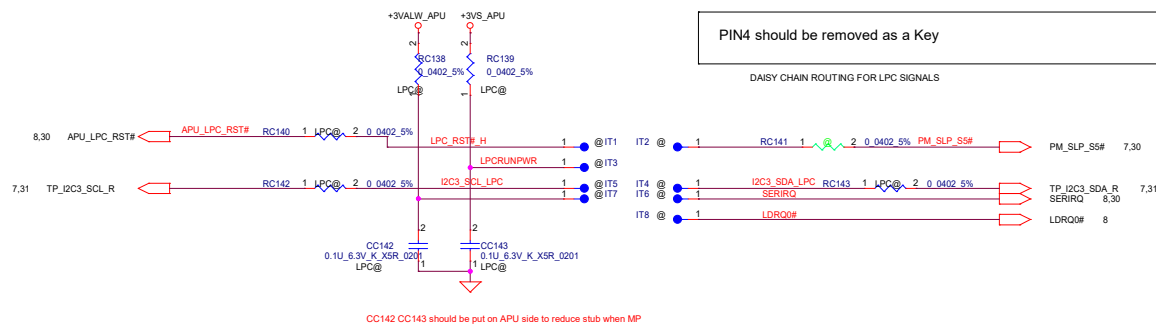 +3VALW_APU +3VS_APU
PIN4 should be removed as a Key
2 2
RC138 RC139
0_0402_5% 0_0402_5%
DAISY CHAIN ROUTING FOR LPC SIGNALS
LPC@ LPC@
1 1
8,30 APU_LPC_RST# APU_LPC_RST# RC140 1 LPC@ 2 0_0402_5%
LPC_RST#_H 1 @ IT1 IT2 @ 1 RC141 1 @ 2 0_0402_5% PM_SLP_S5# PM_SLP_S5# 7,30
LPCRUNPWR 1 @ IT3
7,31 TP_I2C3_SCL_R RC142 1 LPC@ 2 0_0402_5% I2C3_SCL_LPC 1 @ IT5 IT4 @ 1 I2C3_SDA_LPC RC143 1 LPC@ 2 0_0402_5% TP_I2C3_SDA_R 7,31
1 @ IT7 IT6 @ 1 SERIRQ SERIRQ 8,30
IT8 @ 1 LDRQ0# LDRQ0# 8
2 2
CC142 CC143
0.1U_6.3V_K_X5R_0201 0.1U_6.3V_K_X5R_0201
LPC@ 1 1 LPC@
CC142 CC143 should be put on APU side to reduce stub when MP